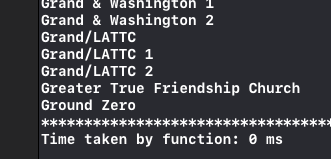 Grand & Washington 1
Grand & Washington 2
Grand/LATTC
Grand/LATTC 1
Grand/LATTC 2
Greater True Friendship Church
Ground Zero
************************************
Time taken by function: 0 ms